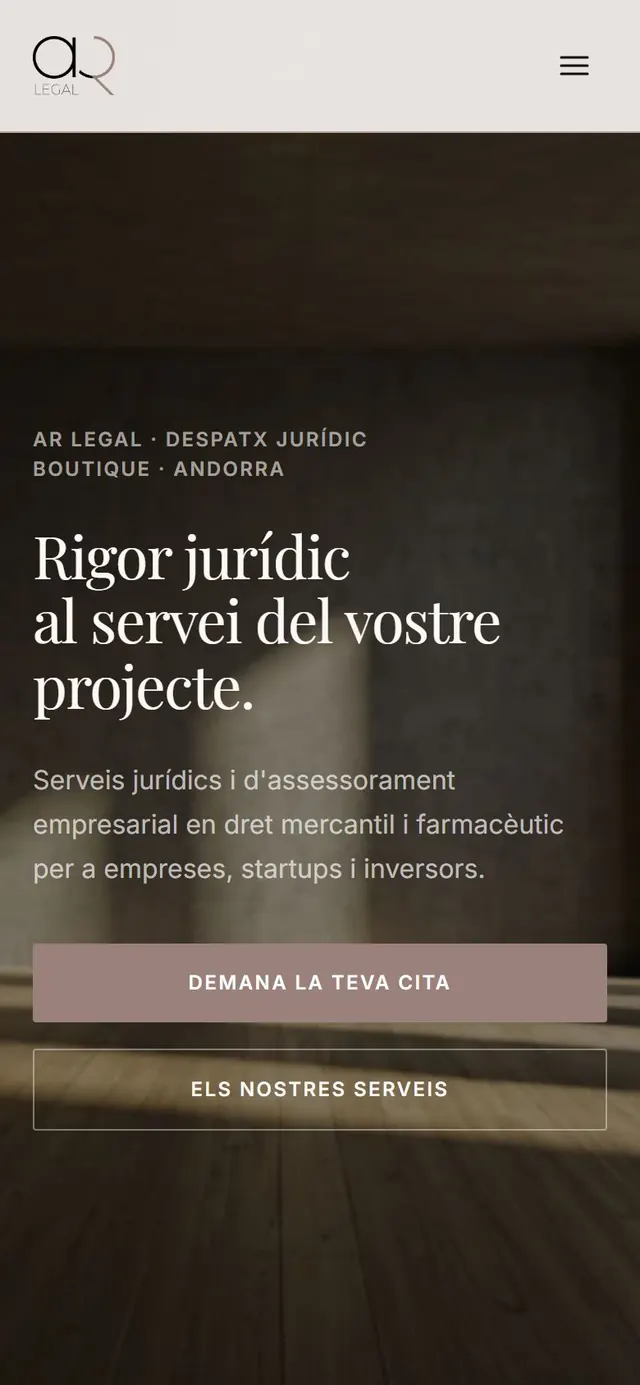 aR
LEGAL
AR LEGAL · DESPATX JURÍDIC
BOUTIQUE · ANDORRA
Rigor jurídic
al servei del vostre
projecte.
Serveis jurídics i d'assessorament
empresarial en dret mercantil i farmacèutic
per a empreses, startups i inversors.
DEMANA LA TEVA CITA
ELS NOSTRES SERVEIS